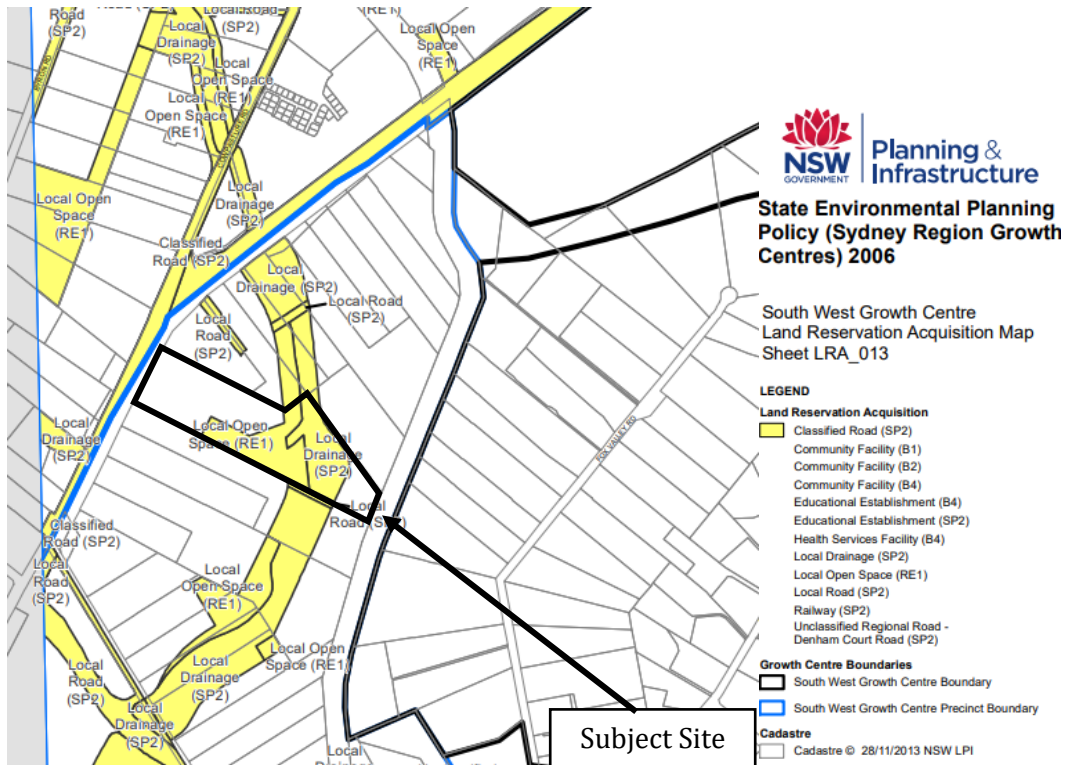 Road
(SP2)
Local
Drainage
(SP2)
Local Road
(SP2)
(RE1)
Local Open
Space
(RE1)
Local
Open Space
(RE1)
Local
Open Space
(RE1)
Local Open
Space
(RE1)
Local
Drainage
(SP2)
Classified
Road (SP2)
Local
Drainage (SP2)
Local Road
(SP2)
Local
Road
(SP2)
Local Open
Space (RE1)
Local
Drainage
(SP2)
Local
Drainage
(SP2)
Local
Classified
Road (SP2)
Local
Road
(SP2)
Local
Open Space
(RE1)
Local Open
Space (RE1)
Local
Road
(SP2)
Local
Drainage
(SP2)
Local
Drainage
(SP2)
Local
FOX VALLEY RD
Subject Site
NSW
GOVERNMENT
Planning &
Infrastructure
State Environmental Planning
Policy (Sydney Region Growth
Centres) 2006
South West Growth Centre
Land Reservation Acquisition Map
Sheet LRA_013
LEGEND
Land Reservation Acquisition
Classified Road (SP2)
Community Facility (B1)
Community Facility (B2)
Community Facility (B4)
Educational Establishment (B4)
Educational Establishment (SP2)
Health Services Facility (B4)
Local Drainage (SP2)
Local Open Space (RE1)
Local Road (SP2)
Railway (SP2)
Unclassified Regional Road -
Denham Court Road (SP2)
Growth Centre Boundaries
South West Growth Centre Boundary
South West Growth Centre Precinct Boundary
Cadastre
Cadastre © 28/11/2013 NSW LPI